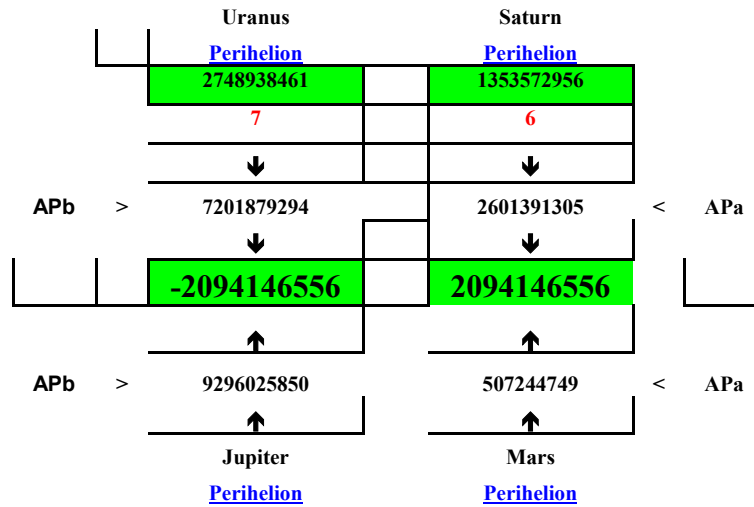 Uranus Saturn
Perihelion Perihelion
2748938461 1353572956
7 6
🡻 🡻
APb > 7201879294 2601391305 < APa
🡻 🡻
-2094146556 2094146556
🡹 🡹
APb > 9296025850 507244749 < APa
🡹 🡹
Jupiter Mars
Perihelion Perihelion